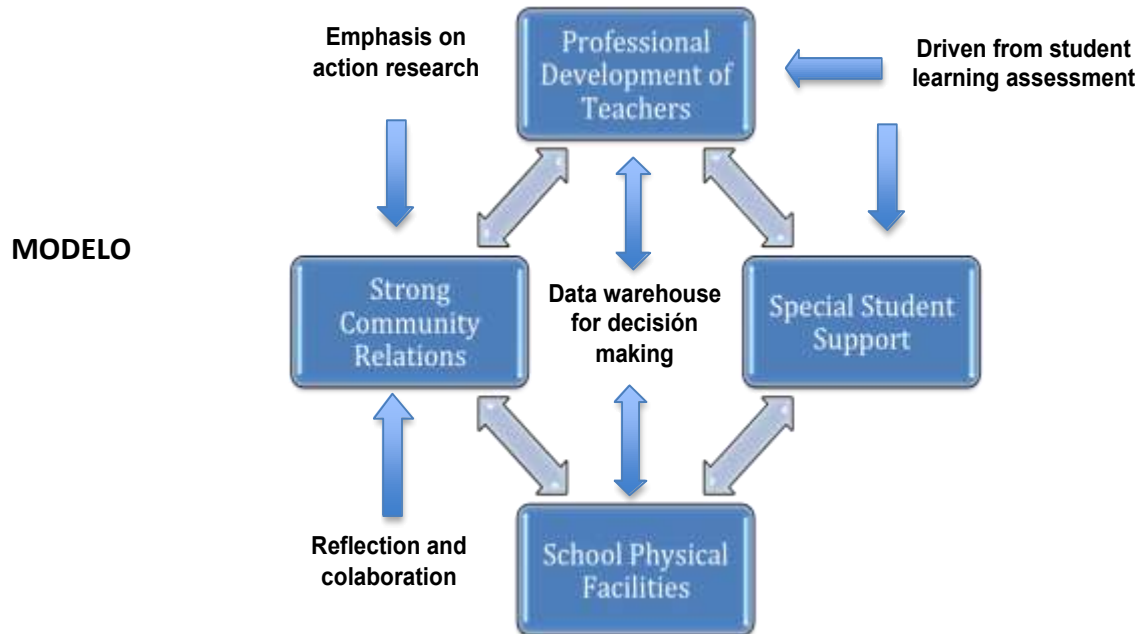 Emphasis on
action research
Professional
Development of
Teachers
Driven from student
learning assessment
MODELO
Strong
Community
Relations
Data warehouse
for decisión
making
Special Student
Support
Reflection and
colaboration
School Physical
Facilities